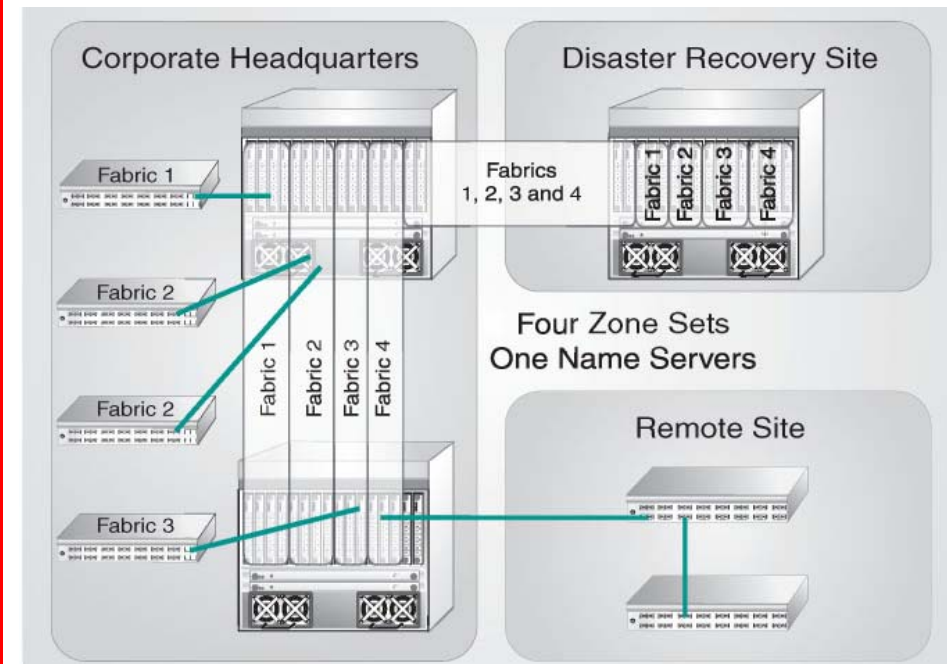 Corporate Headquarters
Disaster Recovery Site
Fabric 1
Fabrics
1, 2, 3 and 4
Fabric 1
Fabric 2
Fabric 3
Fabric 4
Fabric 2
Fabric 1
Fabric 2
Fabric 3
Fabric 4
Four Zone Sets
One Name Servers
Fabric 2
Remote Site
Fabric 3